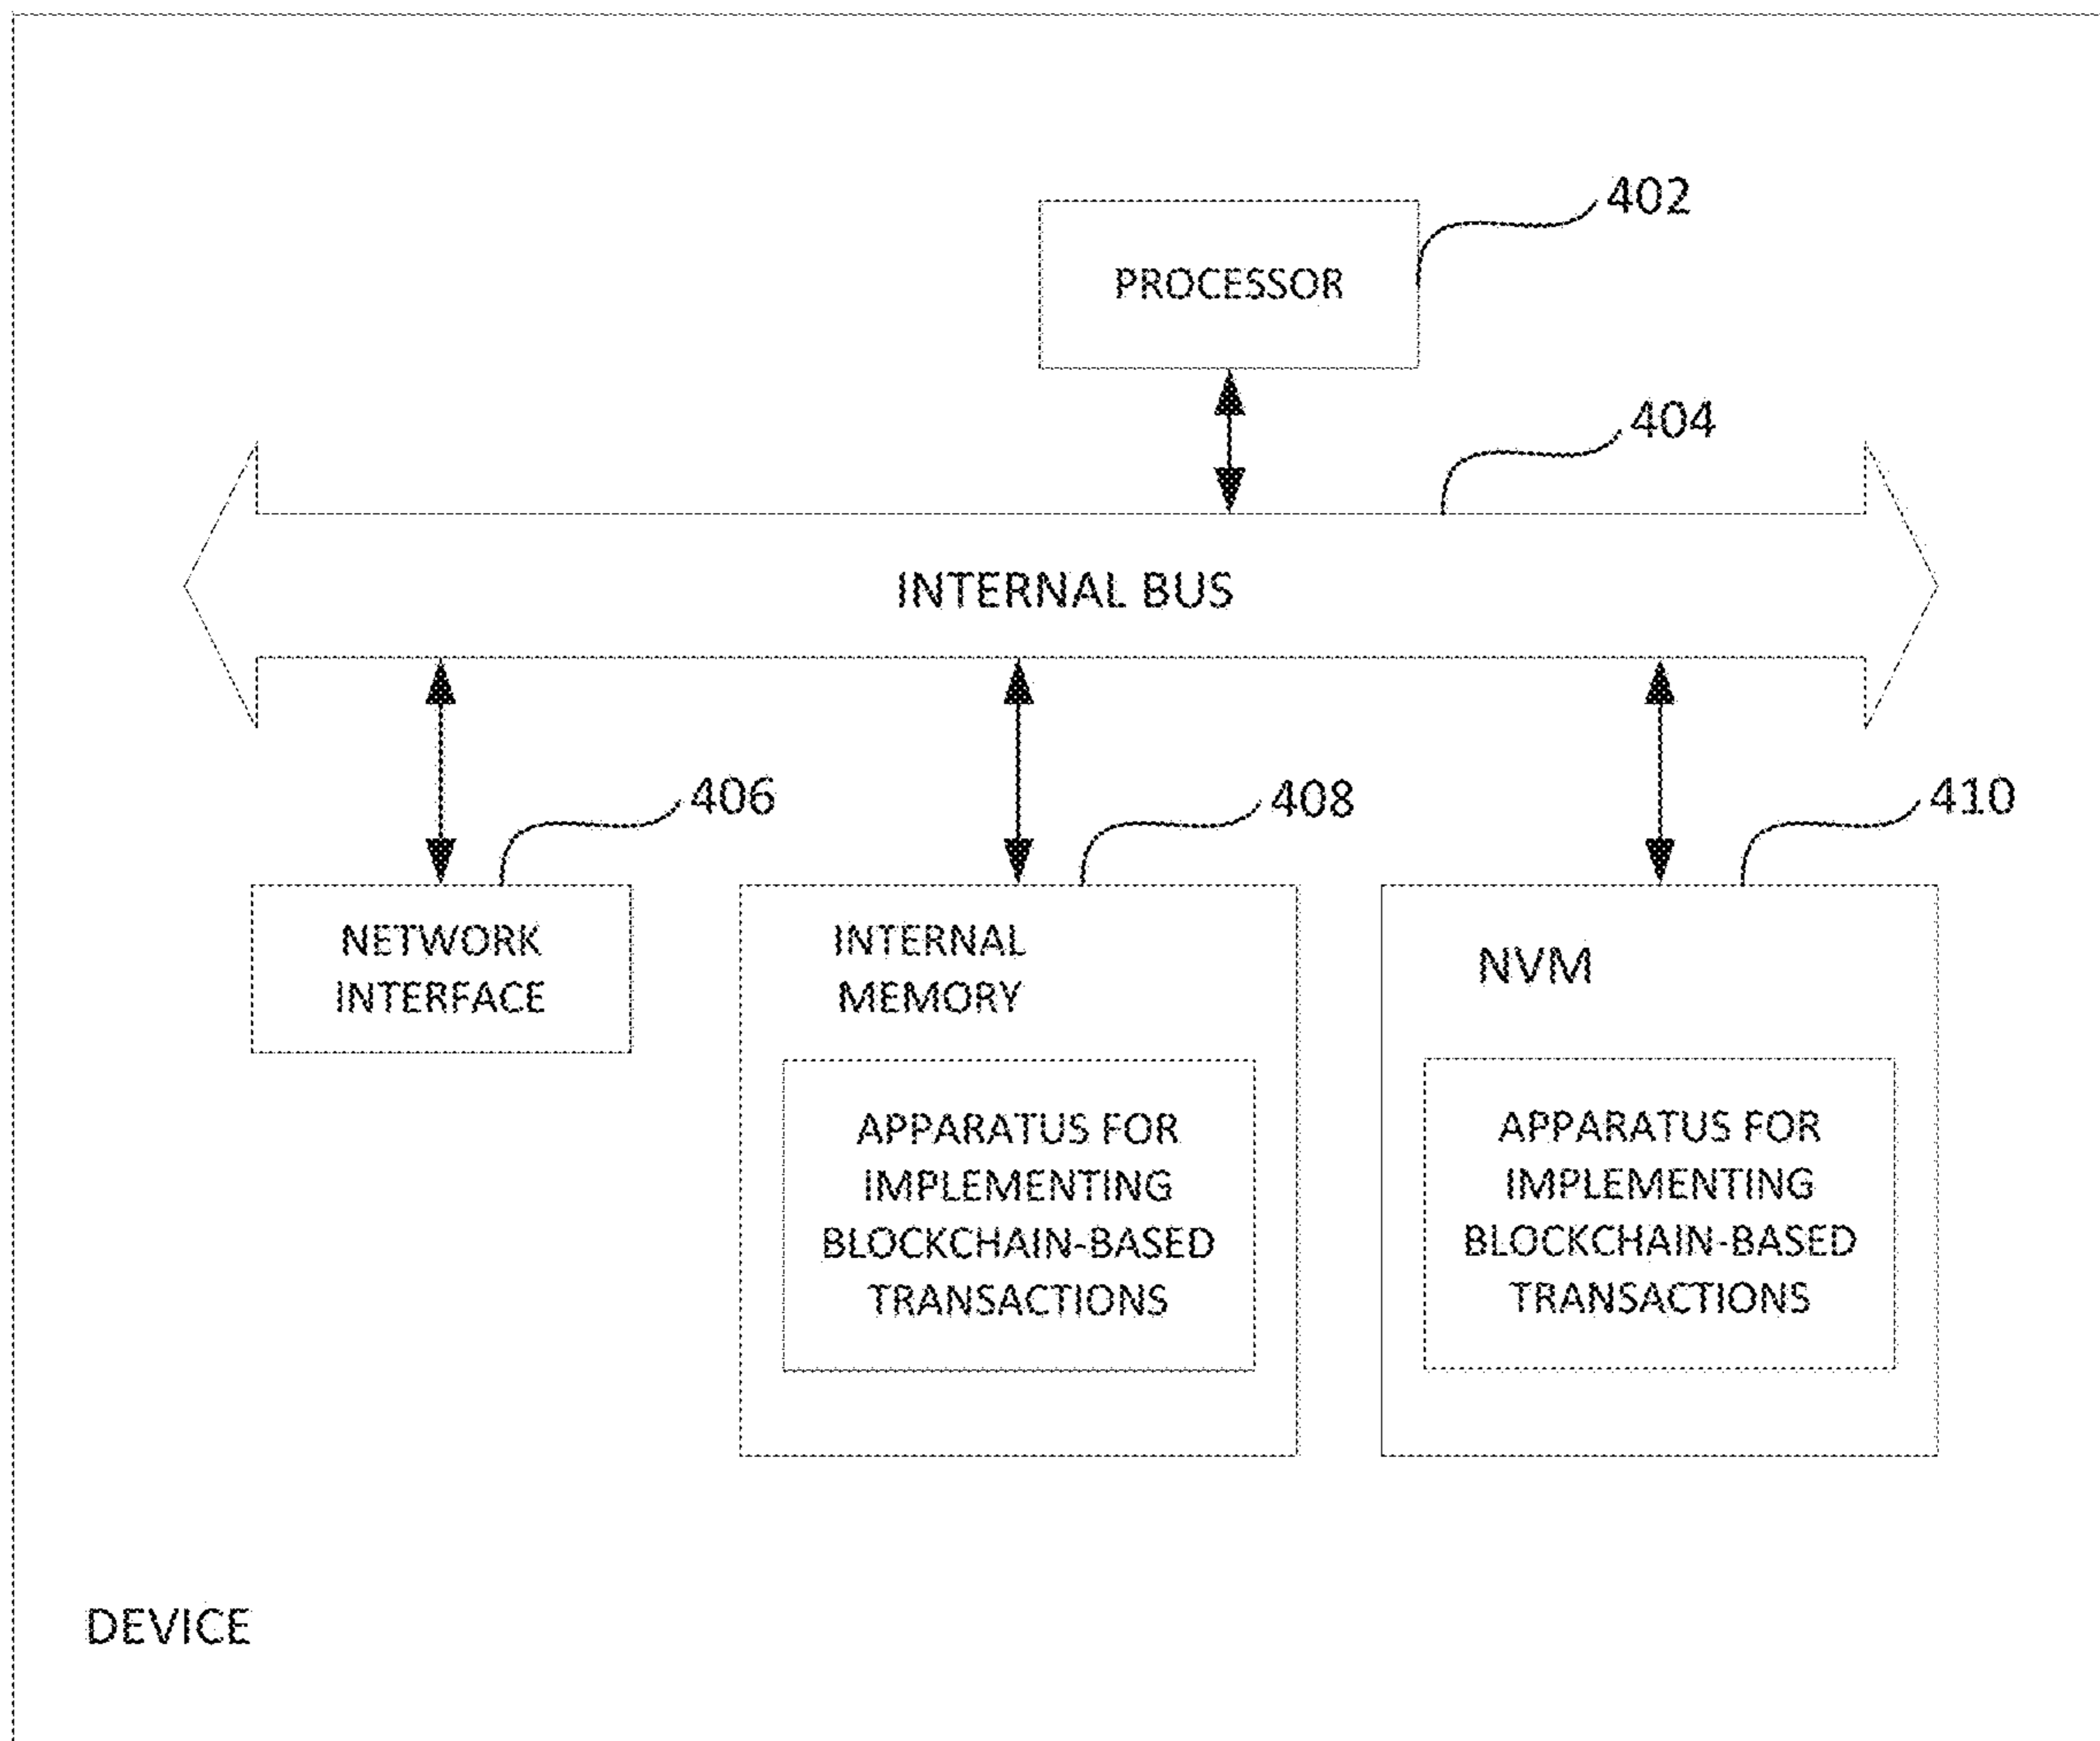 402
PROCESSOR
404
INTERNAL BUS
406
408
410
NETWORK
INTERFACE
INTERNAL
MEMORY
APPARATUS FOR
IMPLEMENTING
BLOCKCHAIN-BASED
TRANSACTIONS
NVM
APPARATUS FOR
IMPLEMENTING
BLOCKCHAIN-BASED
TRANSACTIONS
DEVICE